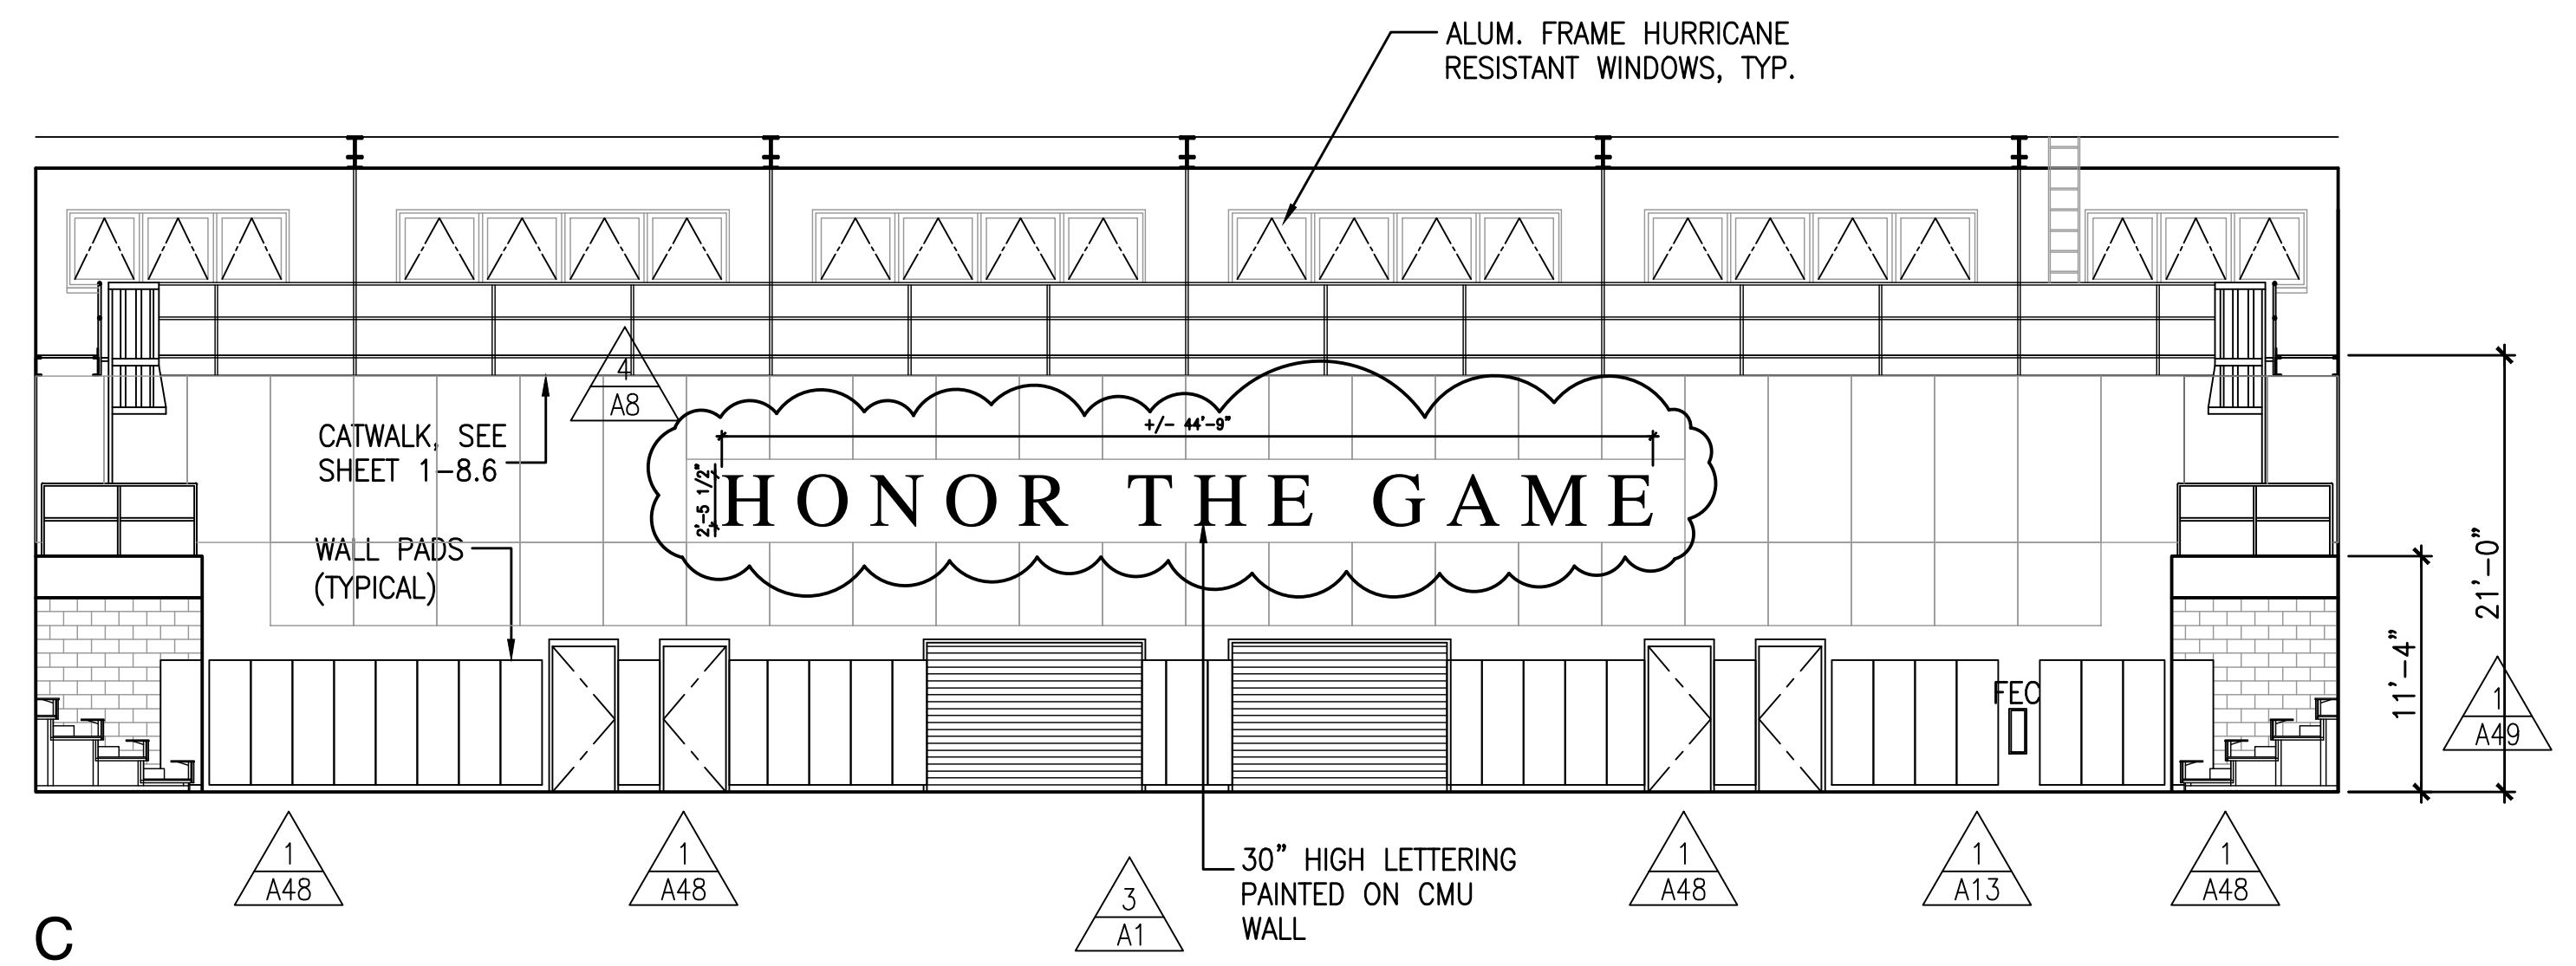 ALUM. FRAME HURRICANE
RESISTANT WINDOWS, TYP.
4
A8
+/- 44'-9"
CATWALK, SEE
SHEET 1-8.6
2'-5 1/2"
HONOR THE GAME
WALL PADS
(TYPICAL)
21'-0"
11'-4"
FEC
1
A49
1
A48
1
A48
3
A1
30" HIGH LETTERING
PAINTED ON CMU
WALL
1
A48
1
A13
1
A48
C